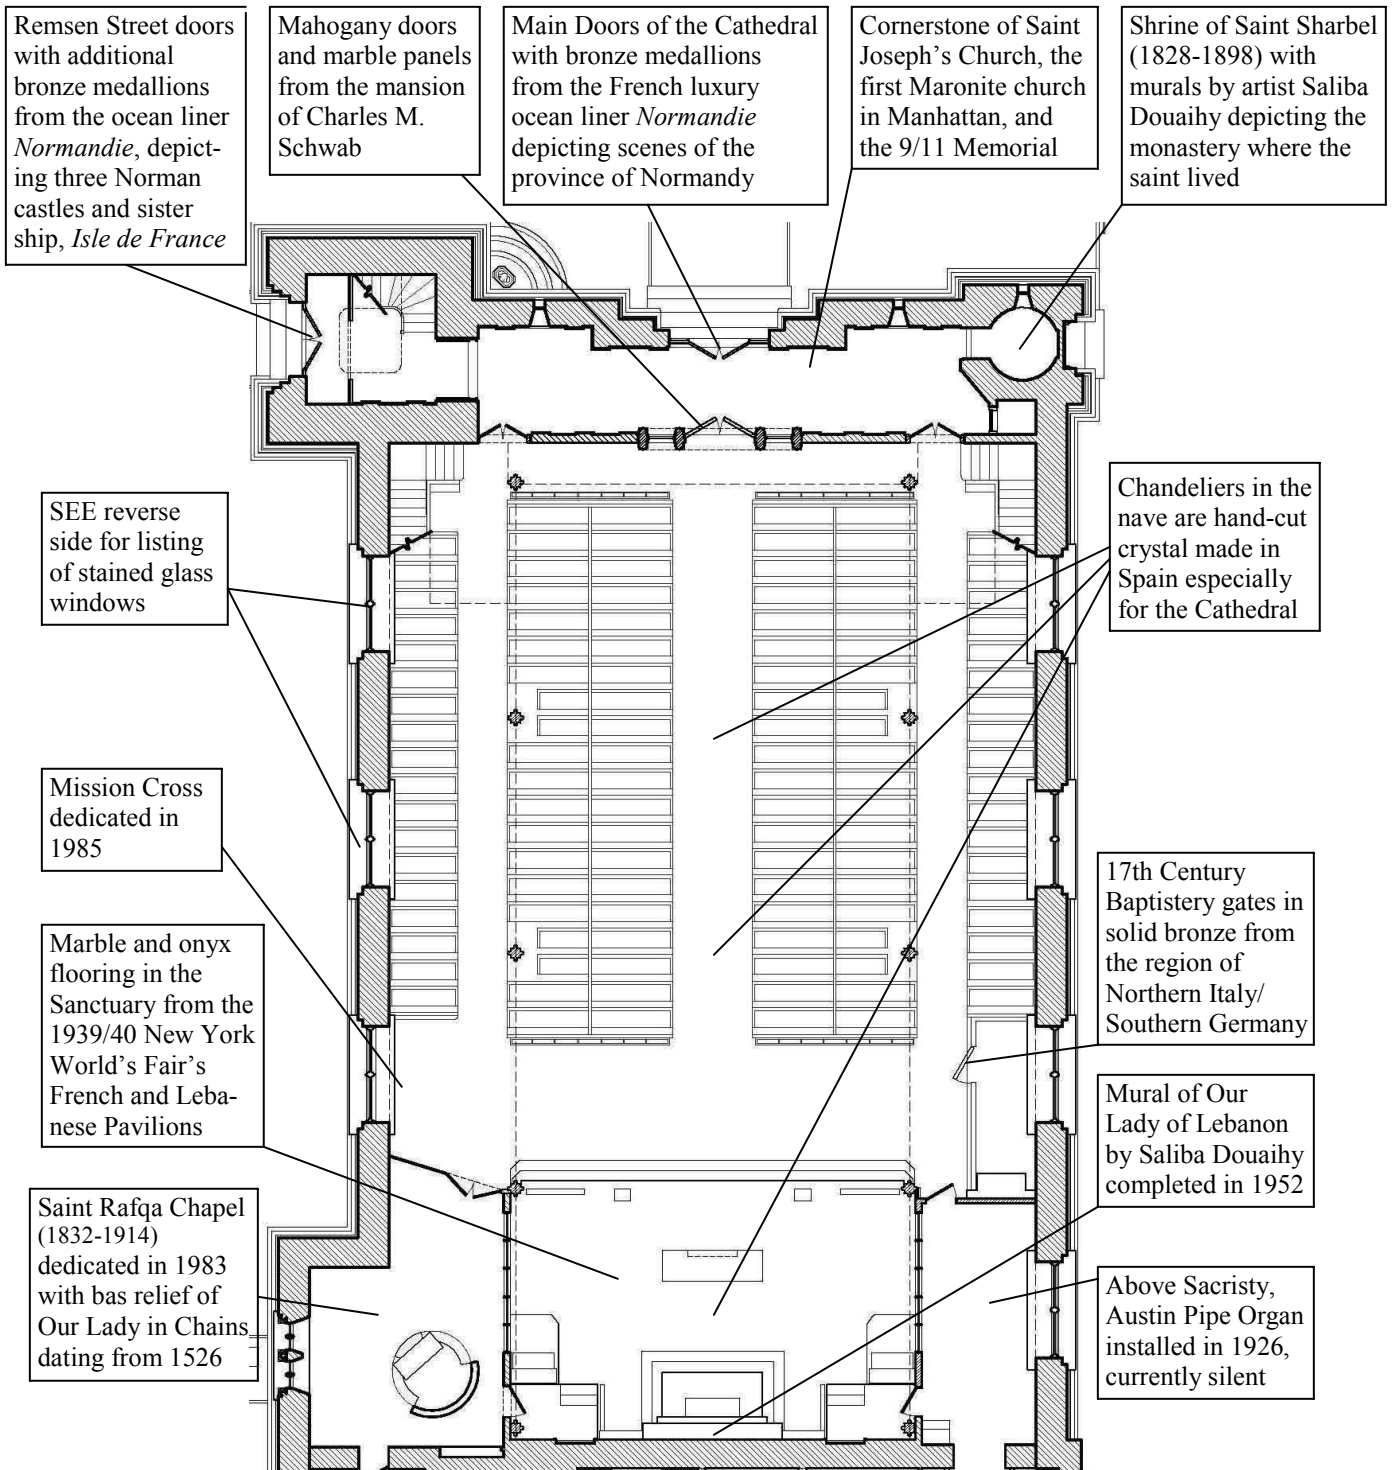 Remsen Street doors
with additional
bronze medallions
from the ocean liner
Normandie, depict-
ing three Norman
castles and sister
ship, Isle de France
Mahogany doors
and marble panels
from the mansion
of Charles M.
Schwab
Main Doors of the Cathedral
with bronze medallions
from the French luxury
ocean liner Normandie
depicting scenes of the
province of Normandy
Cornerstone of Saint
Joseph’s Church, the
first Maronite church
in Manhattan, and
the 9/11 Memorial
Shrine of Saint Sharbel
(1828-1898) with
murals by artist Saliba
Douaihy depicting the
monastery where the
saint lived
SEE reverse
side for listing
of stained glass
windows
Chandeliers in the
nave are hand-cut
crystal made in
Spain especially
for the Cathedral
Mission Cross
dedicated in
1985
17th Century
Baptistery gates in
solid bronze from
the region of
Northern Italy/
Southern Germany
Marble and onyx
flooring in the
Sanctuary from the
1939/40 New York
World’s Fair’s
French and Leba-
nese Pavilions
Mural of Our
Lady of Lebanon
by Saliba Douaihy
completed in 1952
Saint Rafqa Chapel
(1832-1914)
dedicated in 1983
with bas relief of
Our Lady in Chains
dating from 1526
Above Sacristy,
Austin Pipe Organ
installed in 1926,
currently silent